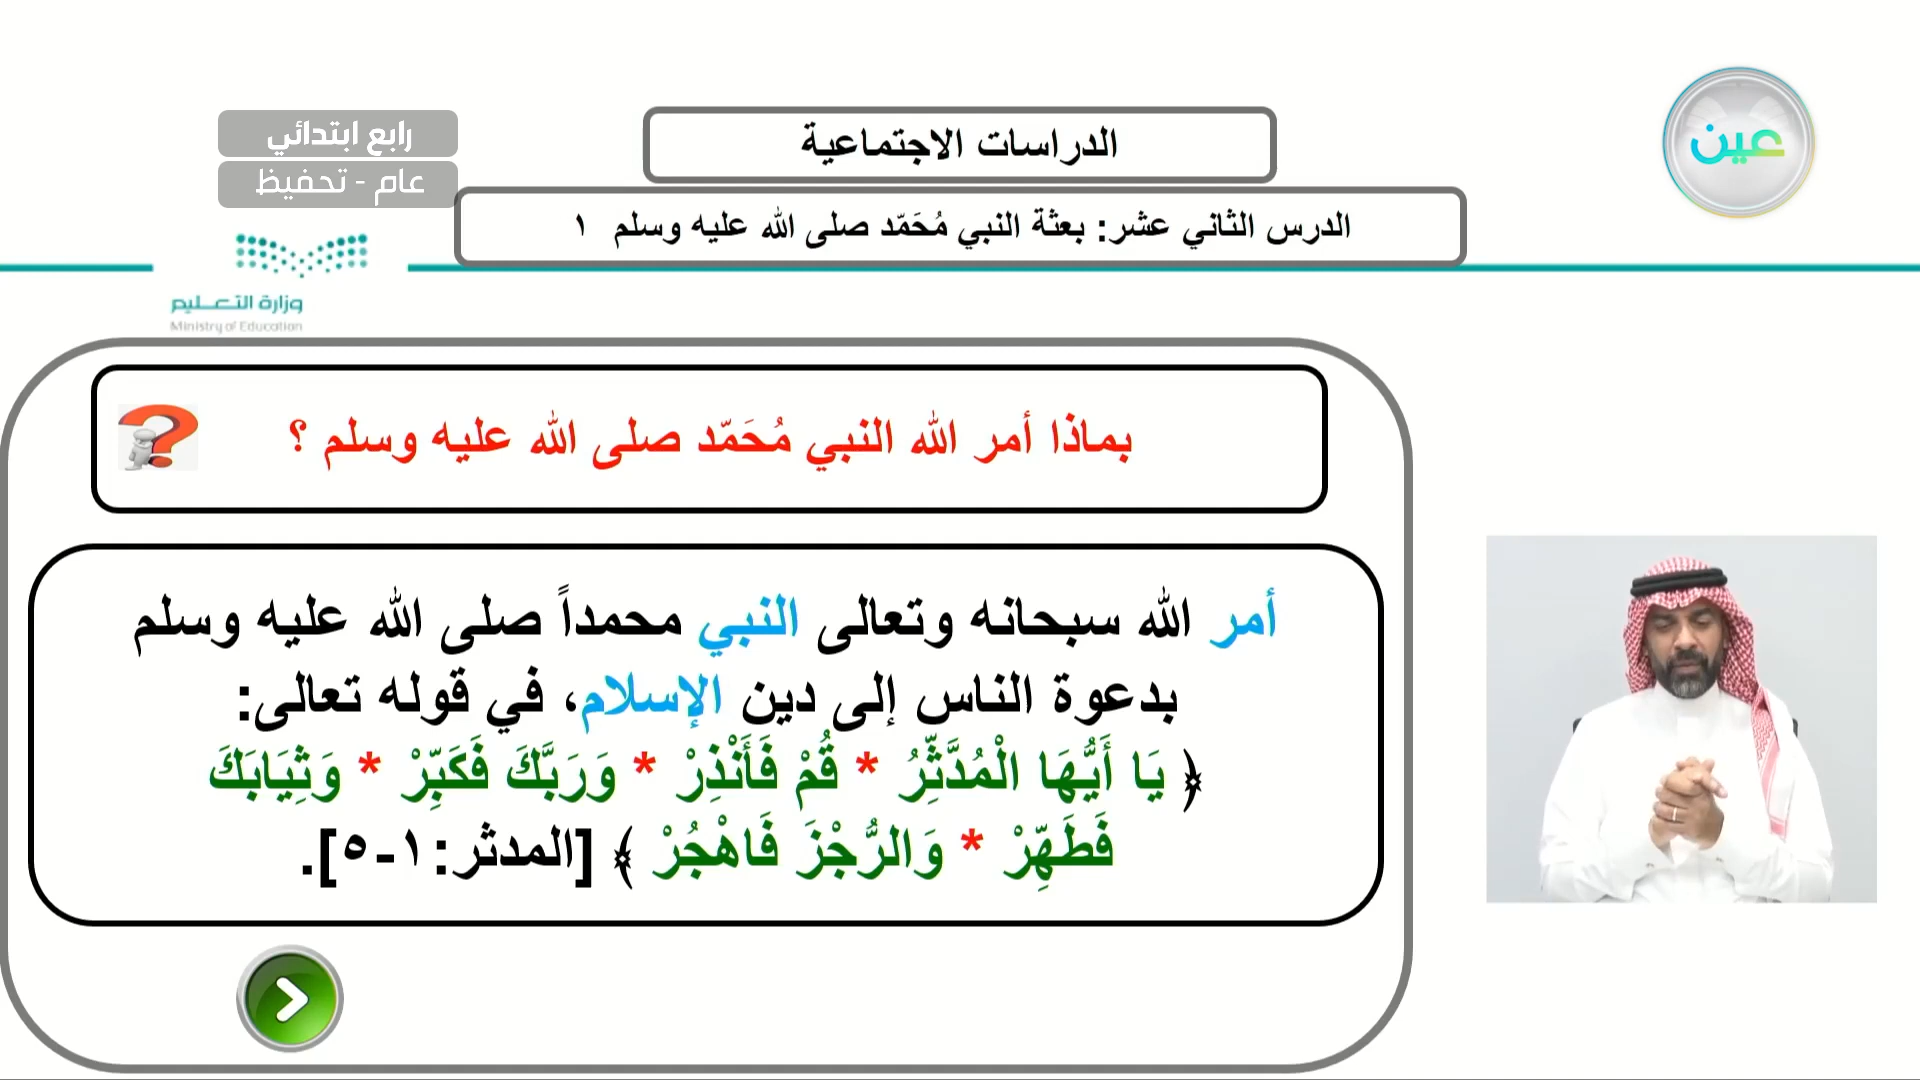 عين
الدراسات الاجتماعية
رابع ابتدائي
عام - تحفيظ
الدرس الثاني عشر: بعثة النبي مُحَمّد صلى الله عليه وسلم ١
وزارة التعليم
Ministry of Education
بماذا أمر الله النبي مُحَمّد صلى الله عليه وسلم ؟
أمر الله سبحانه وتعالى النبي محمداً صلى الله عليه وسلم
بدعوة الناس إلى دين الإسلام، في قوله تعالى:
﴿ يَا أَيُّهَا الْمُدَّثِّرُ * قُمْ فَأَنْذِرْ * وَرَبَّكَ فَكَبِّرْ * وَثِيَابَكَ
فَطَهِّرْ * وَالرُّجْزَ فَاهْجُرْ ﴾ [المدثر: ١-٥].